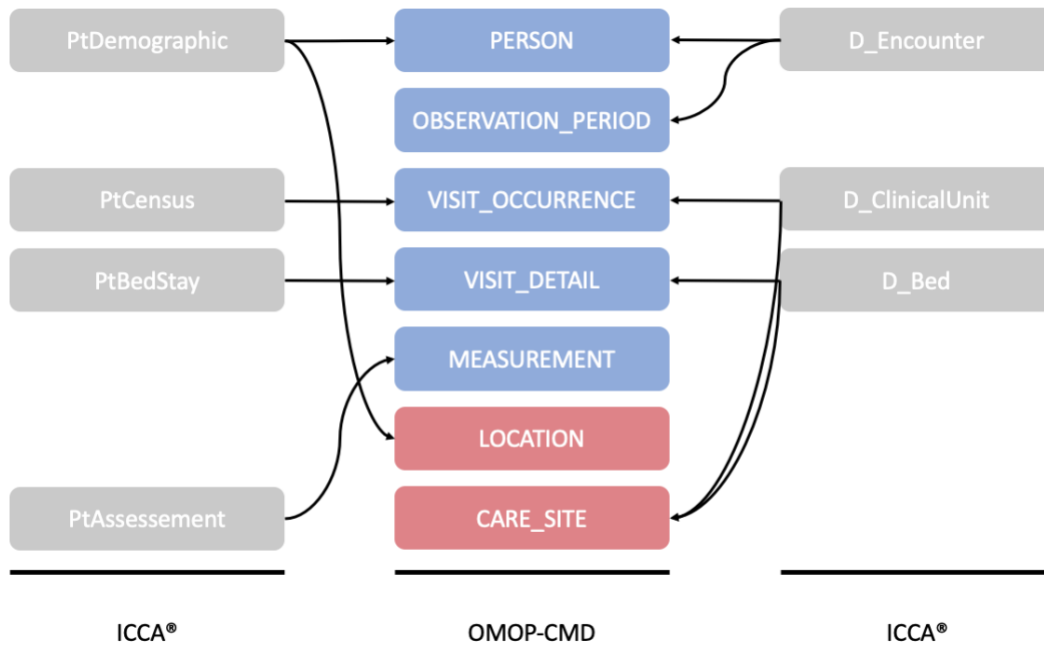 PtDemographic
PERSON
D_Encounter
OBSERVATION_PERIOD
PtCensus
VISIT_OCCURRENCE
D_ClinicalUnit
PtBedStay
VISIT_DETAIL
D_Bed
MEASUREMENT
LOCATION
PtAssessement
CARE_SITE
ICCA®
OMOP-CMD
ICCA®